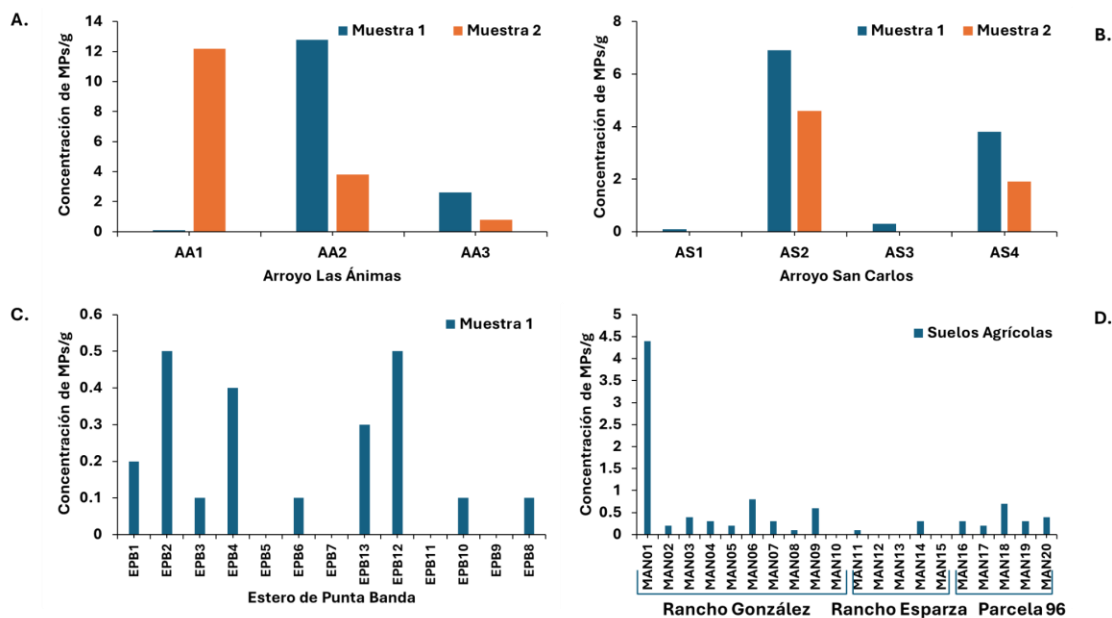 A.
Concentración de MPs/g
14
12
10
8
6
4
2
0
Muestra 1
Muestra 2
AA1
AA2
AA3
Arroyo Las Ánimas
B.
Concentración de MPs/g
8
6
4
2
0
Muestra 1
Muestra 2
AS1
AS2
AS3
AS4
Arroyo San Carlos
C.
Concentración de MPs/g
0.6
0.5
0.4
0.3
0.2
0.1
0
Muestra 1
EPB1
EPB2
EPB3
EPB4
EPB5
EPB6
EPB7
EPB13
EPB12
EPB11
EPB10
EPB9
EPB8
Estero de Punta Banda
D.
Concentración de MPs/g
5
4.5
4
3.5
3
2.5
2
1.5
1
0.5
0
Suelos Agrícolas
MAN01
MAN02
MAN03
MAN04
MAN05
MAN06
MAN07
MAN08
MAN09
MAN10
MAN11
MAN12
MAN13
MAN14
MAN15
MAN16
MAN17
MAN18
MAN19
MAN20
Rancho González
Rancho Esparza
Parcela 96